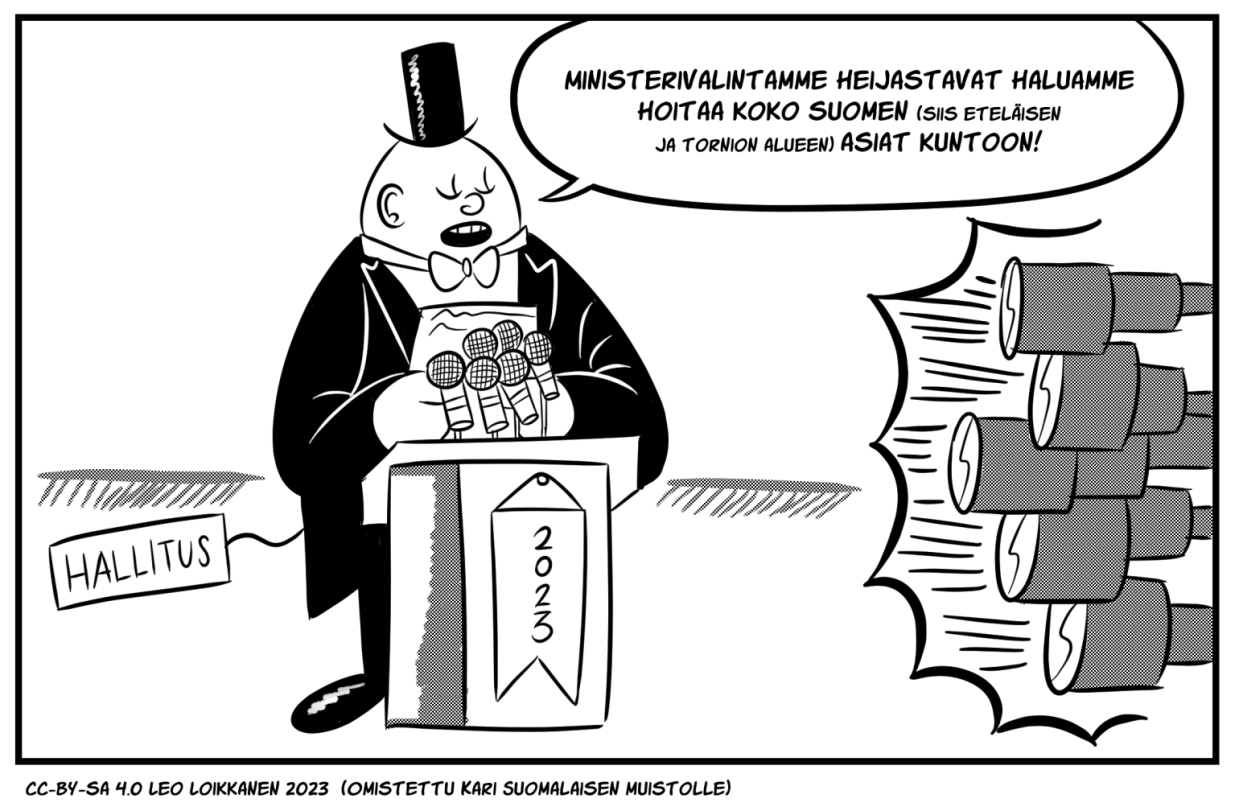 MINISTERIVALINTAMME HEIJASTAVAT HALUAMME
HOITAA KOKO SUOMEN (SIIS ETELÄISEN
JA TORNION ALUEEN) ASIAT KUNTOON!
HALLITUS
2023
CC-BY-SA 4.0 LEO LOIKKANEN 2023 (OMISTETTU KARI SUOMALAISEN MUISTOLLE)